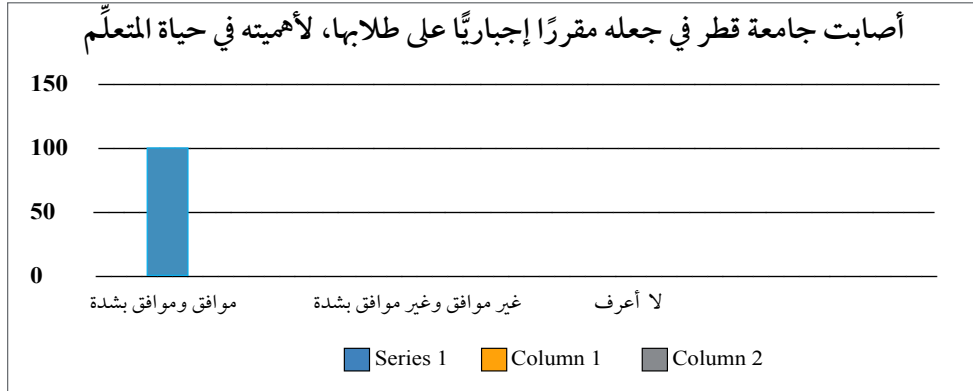 أصابت جامعة قطر في جعله مقررًا إجباريًّا على طلابها، لأهميته في حياة المتعلِّم
150
100
50
0
موافق وموافق بشدة
غير موافق وغير موافق بشدة
لا أعرف
Series 1 Column 1 Column 2